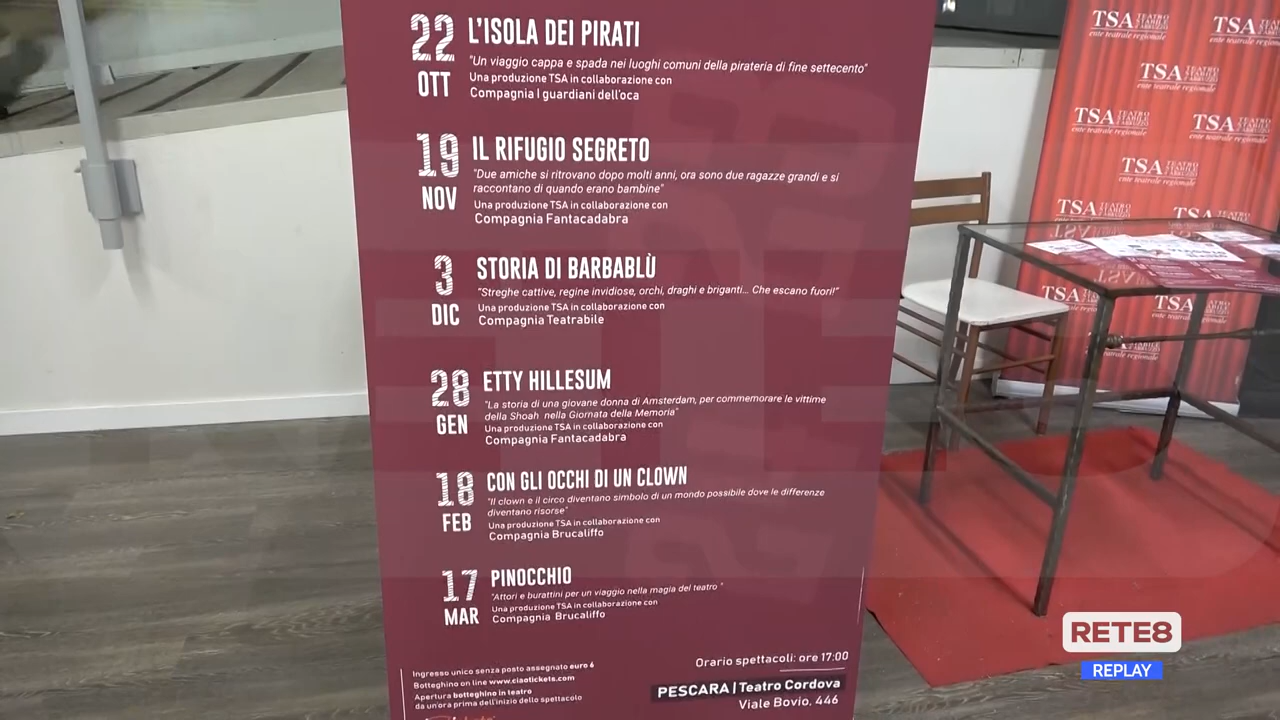 22 OTT
L'ISOLA DEI PIRATI
"Un viaggio cappa e spada nei luoghi comuni della pirateria di fine settecento"
Una produzione TSA in collaborazione con
Compagnia I guardiani dell'oca
19 NOV
IL RIFUGIO SEGRETO
"Due amiche si ritrovano dopo molti anni, ora sono due ragazze grandi e si
raccontano di quando erano bambine"
Una produzione TSA in collaborazione con
Compagnia Fantacadabra
3 DIC
STORIA DI BARBABLÙ
"Streghe cattive, regine invidiose, orchi, draghi e briganti... Che escano fuori!"
Una produzione TSA in collaborazione con
Compagnia Teatrabile
28 GEN
ETTY HILLESUM
"La storia di una giovane donna di Amsterdam, per commemorare le vittime
della Shoah nella Giornata della Memoria"
Una produzione TSA in collaborazione con
Compagnia Fantacadabra
18 FEB
CON GLI OCCHI DI UN CLOWN
"Il clown e il circo diventano simbolo di un mondo possibile dove le differenze
diventano risorse"
Una produzione TSA in collaborazione con
Compagnia Brucaliffo
17 MAR
PINOCCHIO
"Attori e burattini per un viaggio nella magia del teatro "
Una produzione TSA in collaborazione con
Compagnia Brucaliffo
Ingresso unico senza posto assegnato euro 6
Botteghino on line www.ciaotickets.com
Apertura botteghino in teatro
da un'ora prima dell'inizio dello spettacolo
Orario spettacoli: ore 17:00
PESCARA | Teatro Cordova
Viale Bovio, 446
TSA TEATRO STABILE D'ABRUZZO
ente teatrale regionale
RETE8
REPLAY